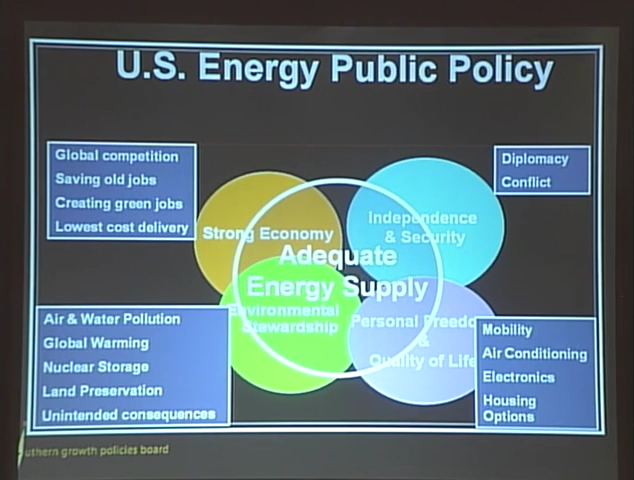 U.S. Energy Public Policy
Global competition
Saving old jobs
Creating green jobs
Lowest cost delivery
Diplomacy
Conflict
Strong Economy
Independence
& Security
Adequate
Energy Supply
Environmental
Stewardship
Personal Freedo
&
Quality of Life
Air & Water Pollution
Global Warming
Nuclear Storage
Land Preservation
Unintended consequences
Mobility
Air Conditioning
Electronics
Housing
Options
uthern growth policies board